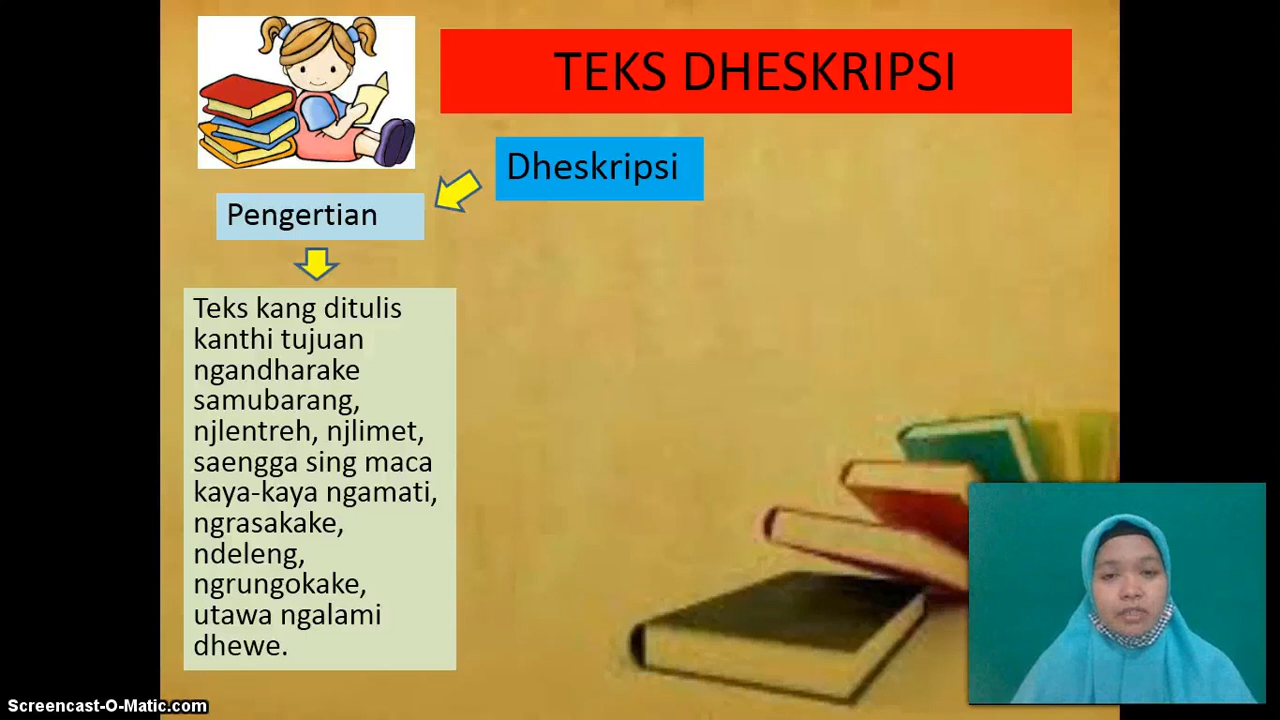 TEKS DHESKRIPSI
Dheskripsi
Pengertian
Teks kang ditulis
kanthi tujuan
ngandharake
samubarang,
njlentreh, njlimet,
saengga sing maca
kaya-kaya ngamati,
ngrasakake,
ndeleng,
ngrungokake,
utawa ngalami
dhewe.
Screencast-O-Matic.com